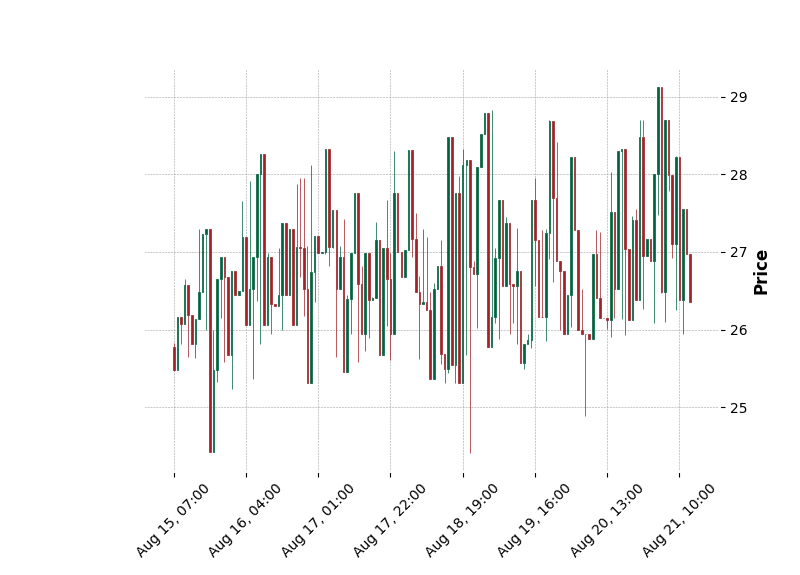 29
28
27
26
25
Price
Aug 15, 07:00
Aug 16, 04:00
Aug 17, 01:00
Aug 17, 22:00
Aug 18, 19:00
Aug 19, 16:00
Aug 20, 13:00
Aug 21, 10:00